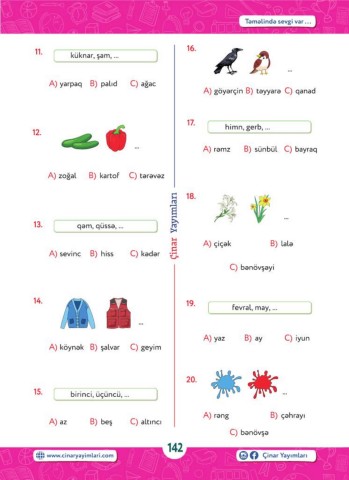 Təməlində sevgi var ...
11.
küknar, şam, ...
A) yarpaq B) palıd C) ağac
12.
...
A) zoğal B) kartof C) tərəvəz
13.
qəm, qüssə, ...
A) sevinc B) hiss C) kədər
14.
...
A) köynək B) şalvar C) geyim
15.
birinci, üçüncü, ...
A) az B) beş C) altıncı
Çinar Yayımları
16.
...
A) göyərçin B) təyyarə C) qanad
17.
himn, gerb, ...
A) rəmz B) sünbül C) bayraq
18.
...
A) çiçək B) lalə
C) bənövşəyi
19.
fevral, may, ...
A) yaz B) ay C) iyun
20.
...
A) rəng B) çəhrayı
C) bənövşə
www.cinaryayimlari.com
142
Çinar Yayımları